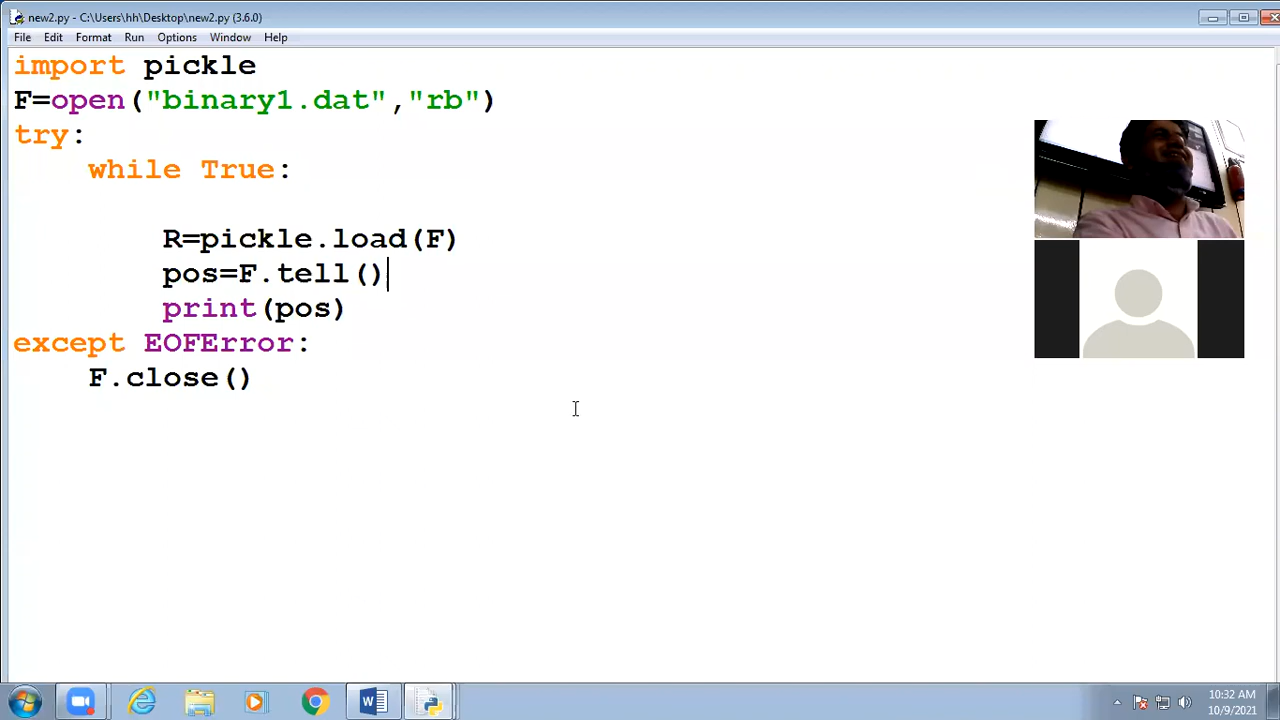 new2.py - C:\Users\hh\Desktop\new2.py (3.6.0)
File Edit Format Run Options Window Help
import pickle
F=open("binary1.dat","rb")
try:
    while True:
        R=pickle.load(F)
        pos=F.tell()
        print(pos)
except EOFError:
    F.close()
10:32 AM
10/9/2021